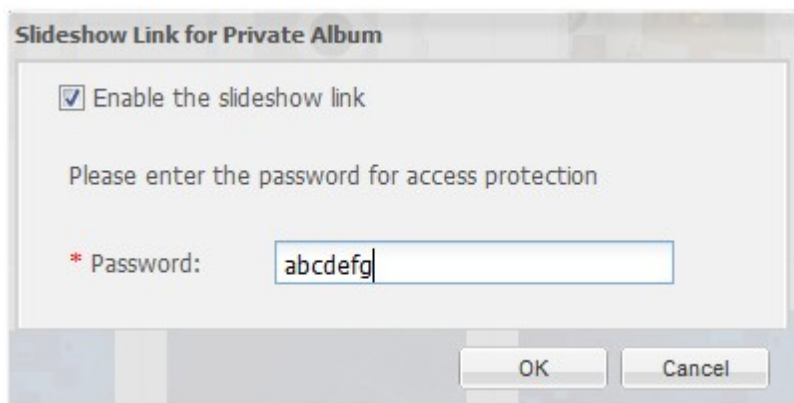 Slideshow Link for Private Album
Enable the slideshow link
Please enter the password for access protection
* Password: abcdefg
OK Cancel